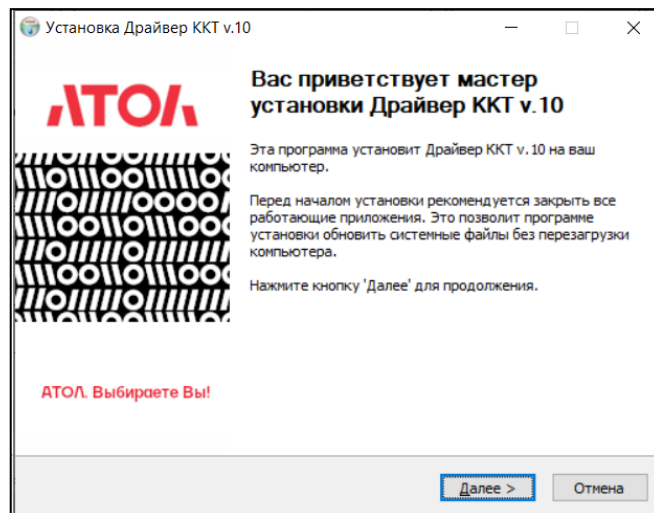 Установка Драйвер ККТ v.10
АТОЛ
Вас приветствует мастер
установки Драйвер ККТ v.10
Эта программа установит Драйвер ККТ v.10 на ваш
компьютер.
Перед началом установки рекомендуется закрыть все
работающие приложения. Это позволит программе
установки обновить системные файлы без перезагрузки
компьютера.
Нажмите кнопку 'Далее' для продолжения.
АТОЛ. Выбираете Вы!
Далее >
Отмена